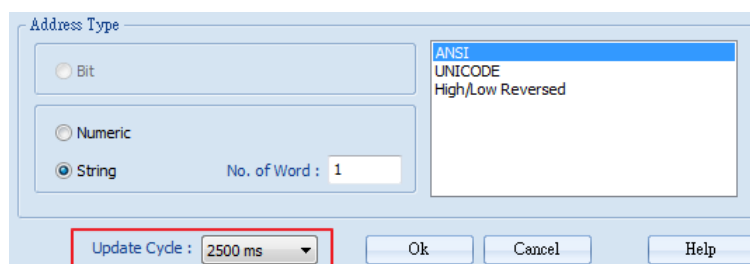 Address Type
Bit
Numeric
String No. of Word : 1
ANSI
UNICODE
High/Low Reversed
Update Cycle : 2500 ms
Ok Cancel Help